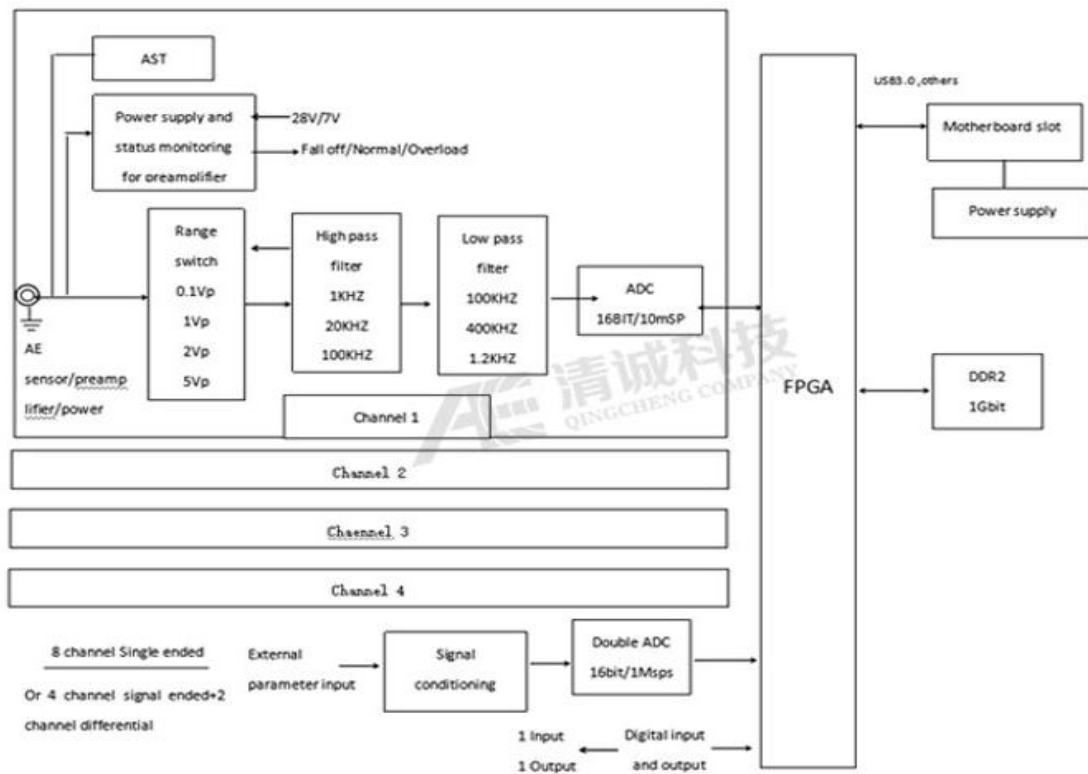 AST
Power supply and
status monitoring
for preamplifier
28V/7V
Fall off/Normal/Overload
Range
switch
0.1Vp
1Vp
2Vp
5Vp
High pass
filter
1KHZ
20KHZ
100KHZ
Low pass
filter
100KHZ
400KHZ
1.2KHZ
ADC
16BIT/10mSP
AE
sensor/preamp
lifier/power
Channel 1
Channel 2
Chaennel 3
Channel 4
8 channel Single ended
Or 4 channel signal ended+2
channel differential
External
parameter input
Signal
conditioning
Double ADC
16bit/1Msps
1 Input
1 Output
Digital input
and output
FPGA
USB3.0,others
Motherboard slot
Power supply
DDR2
1Gbit
清诚科技
QINGCHENG COMPANY